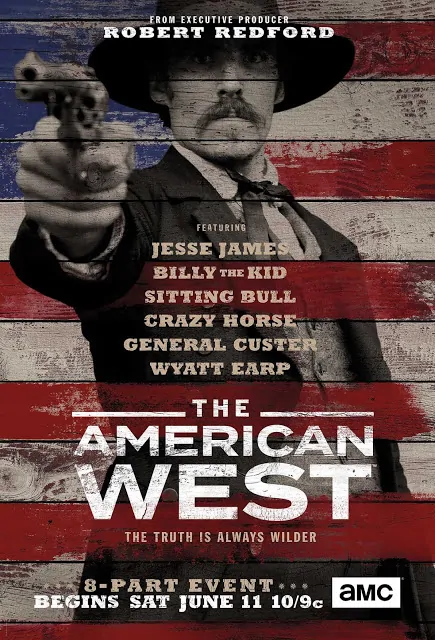 FROM EXECUTIVE PRODUCER
ROBERT REDFORD
FEATURING
JESSE JAMES
BILLY THE KID
SITTING BULL
CRAZY HORSE
GENERAL CUSTER
WYATT EARP
THE
AMERICAN
WEST
THE TRUTH IS ALWAYS WILDER
8-PART EVENT
BEGINS SAT JUNE 11 10/9c
aMC